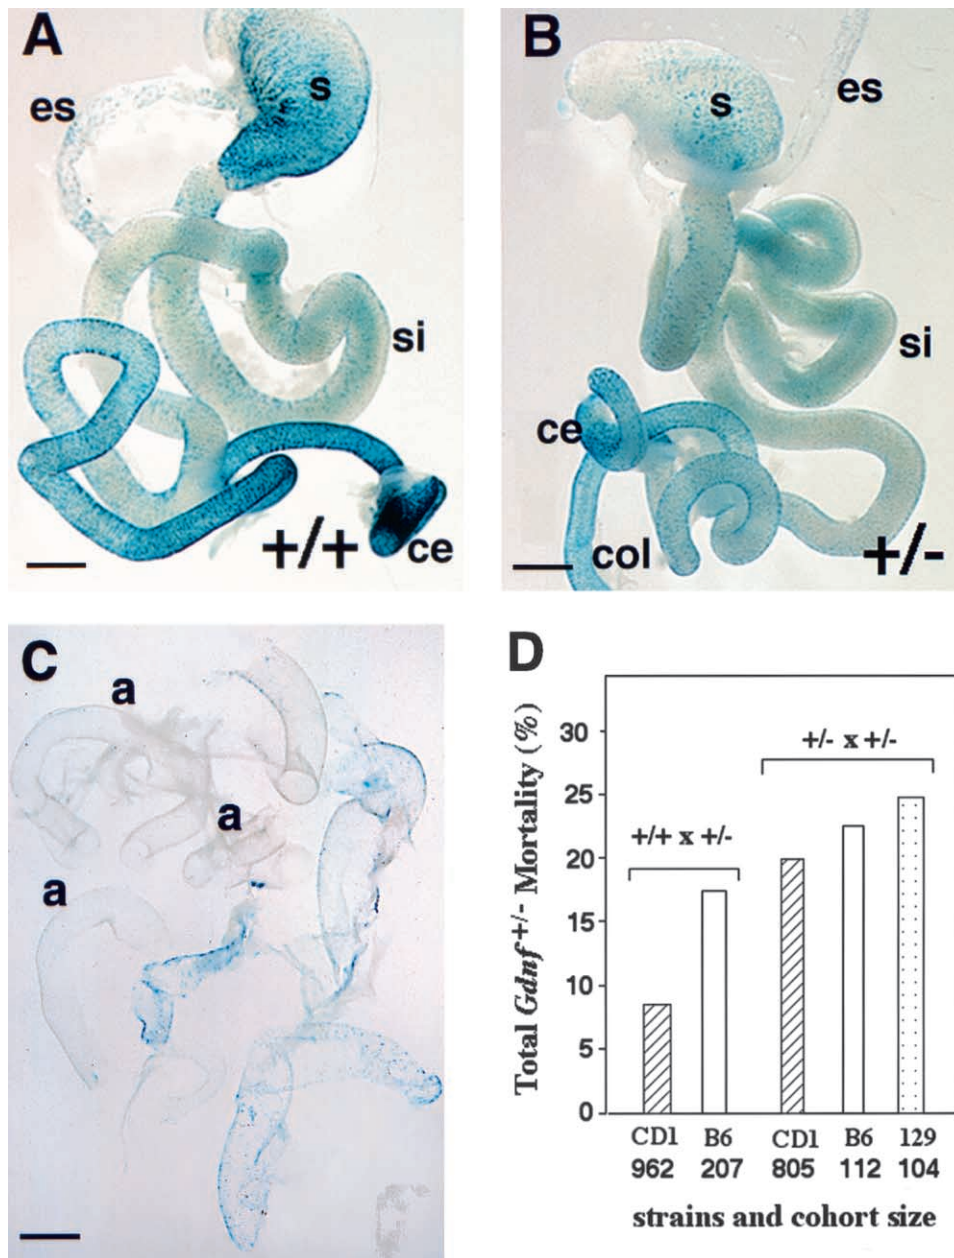 A
es
s
si
+/+
ce
B
s
es
si
ce
col
+/-
C
a
a
a
D
Total Gdnf+/- Mortality (%)
30
25
20
15
10
5
0
+/+ x +/-
+/- x +/-
CD1 B6 CD1 B6 129
962 207 805 112 104
strains and cohort size